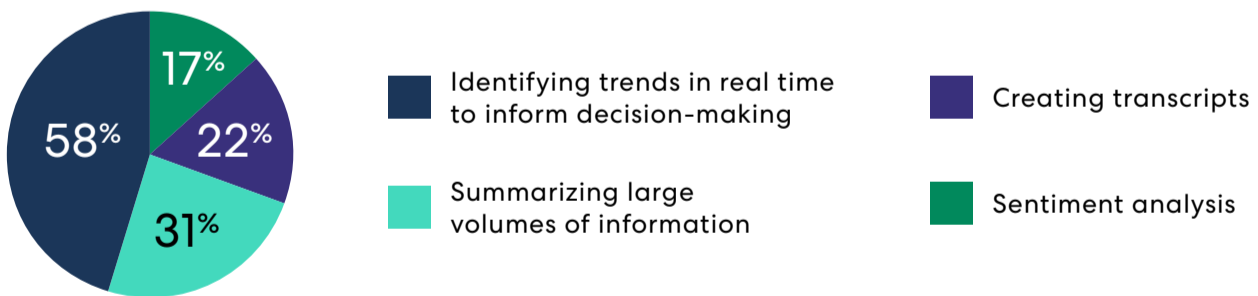 17%
58%
22%
31%
Identifying trends in real time
to inform decision-making
Summarizing large
volumes of information
Creating transcripts
Sentiment analysis